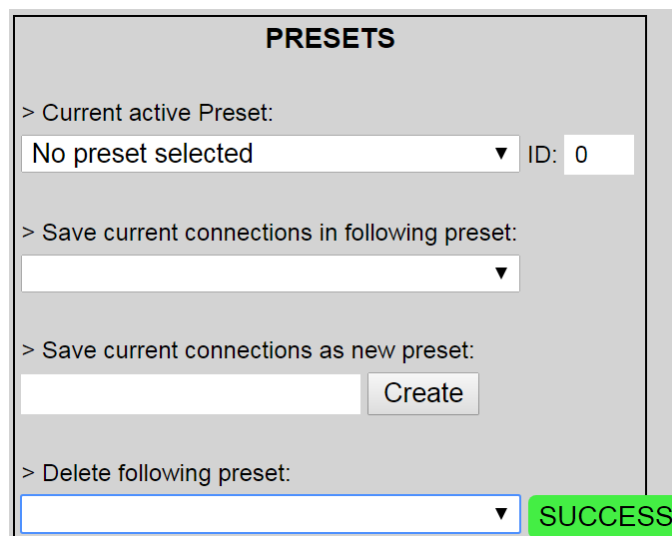 PRESETS
> Current active Preset:
No preset selected ▼ ID: 0
> Save current connections in following preset:
▼
> Save current connections as new preset:
Create
> Delete following preset:
▼ SUCCESS